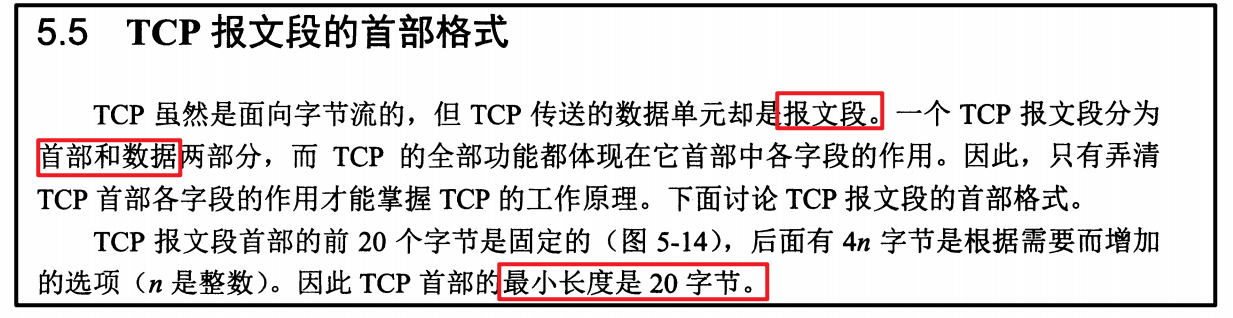 5.5 TCP 报文段的首部格式
TCP 虽然是面向字节流的，但 TCP 传送的数据单元却是报文段。一个 TCP 报文段分为
首部和数据两部分，而 TCP 的全部功能都体现在它首部中各字段的作用。因此，只有弄清
TCP 首部各字段的作用才能掌握 TCP 的工作原理。下面讨论 TCP 报文段的首部格式。
TCP 报文段首部的前 20 个字节是固定的（图 5-14），后面有 4n 字节是根据需要而增加
的选项（n 是整数）。因此 TCP 首部的最小长度是 20 字节。